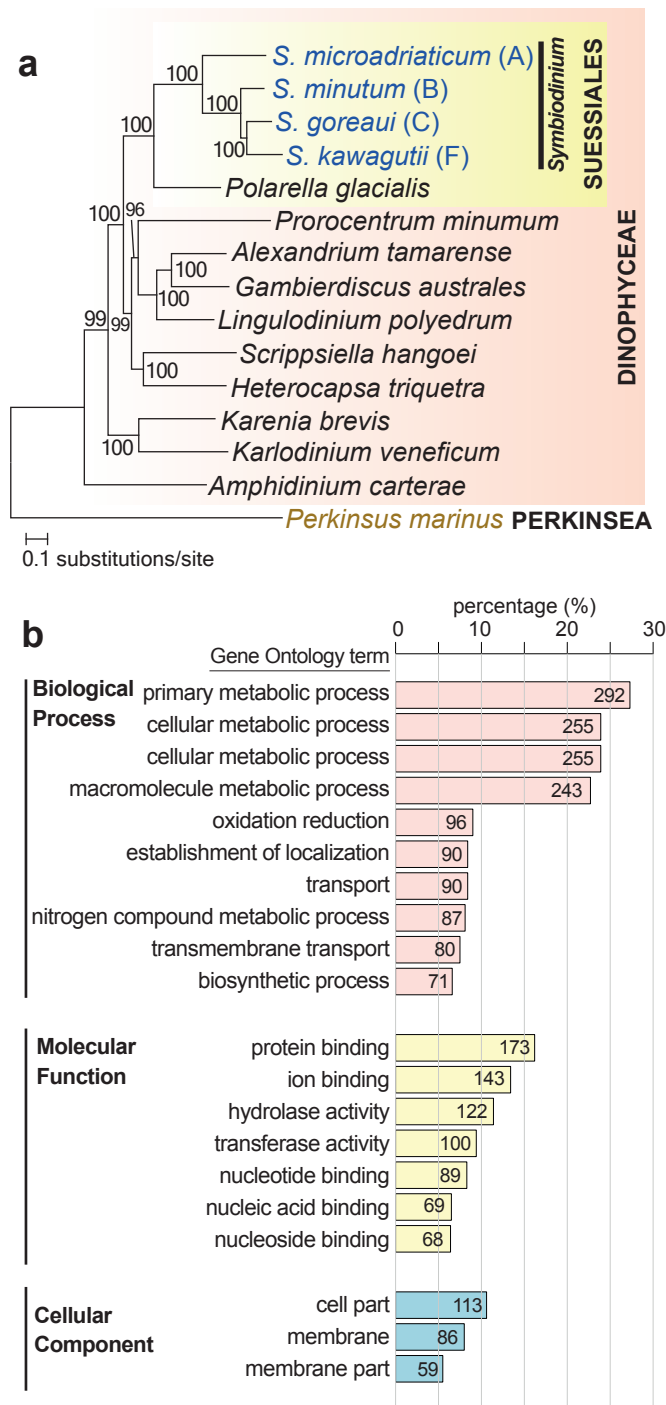 a
S. microadriaticum (A)
S. minutum (B)
S. goreaui (C)
S. kawagutii (F)
Polarella glacialis
Prorocentrum minumum
Alexandrium tamarense
Gambierdiscus australes
Lingulodinium polyedrum
Scrippsiella hangoei
Heterocapsa triquetra
Karenia brevis
Karlodinium veneficum
Amphidinium carterae
Perkinsus marinus PERKINSEA
Symbiodinium
SUESSIALES
DINOPHYCEAE
100
100
100
100
100
96
100
100
99
99
100
100
0.1 substitutions/site
b
percentage (%)
0 10 20 30
Gene Ontology term
Biological
Process
primary metabolic process 292
cellular metabolic process 255
cellular metabolic process 255
macromolecule metabolic process 243
oxidation reduction 96
establishment of localization 90
transport 90
nitrogen compound metabolic process 87
transmembrane transport 80
biosynthetic process 71
Molecular
Function
protein binding 173
ion binding 143
hydrolase activity 122
transferase activity 100
nucleotide binding 89
nucleic acid binding 69
nucleoside binding 68
Cellular
Component
cell part 113
membrane 86
membrane part 59